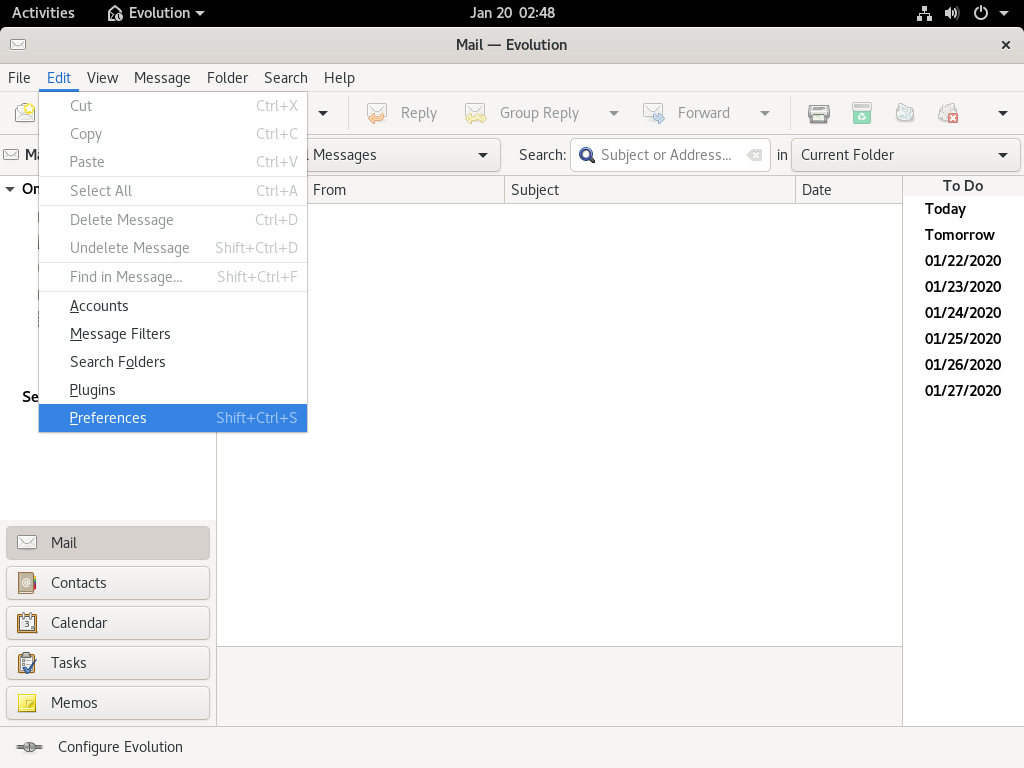 Activities Evolution Jan 20 02:48
Mail — Evolution
File Edit View Message Folder Search Help
Reply Group Reply Forward
Messages Search: Subject or Address... in Current Folder
From Subject Date To Do
Cut Ctrl+X
Copy Ctrl+C
Paste Ctrl+V
Select All Ctrl+A
Delete Message Ctrl+D
Undelete Message Shift+Ctrl+D
Find in Message... Shift+Ctrl+F
Accounts
Message Filters
Search Folders
Plugins
Preferences Shift+Ctrl+S
Today
Tomorrow
01/22/2020
01/23/2020
01/24/2020
01/25/2020
01/26/2020
01/27/2020
Mail
Contacts
Calendar
Tasks
Memos
Configure Evolution